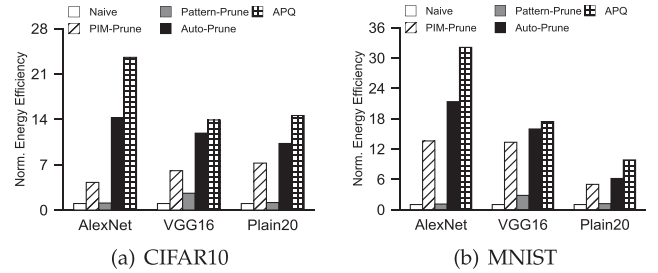 Naive Pattern-Prune APQ
PIM-Prune Auto-Prune
Norm. Energy Efficiency
28
21
14
7
0
AlexNet VGG16 Plain20
(a) CIFAR10
Naive Pattern-Prune APQ
PIM-Prune Auto-Prune
Norm. Energy Efficiency
36
30
24
18
12
6
0
AlexNet VGG16 Plain20
(b) MNIST